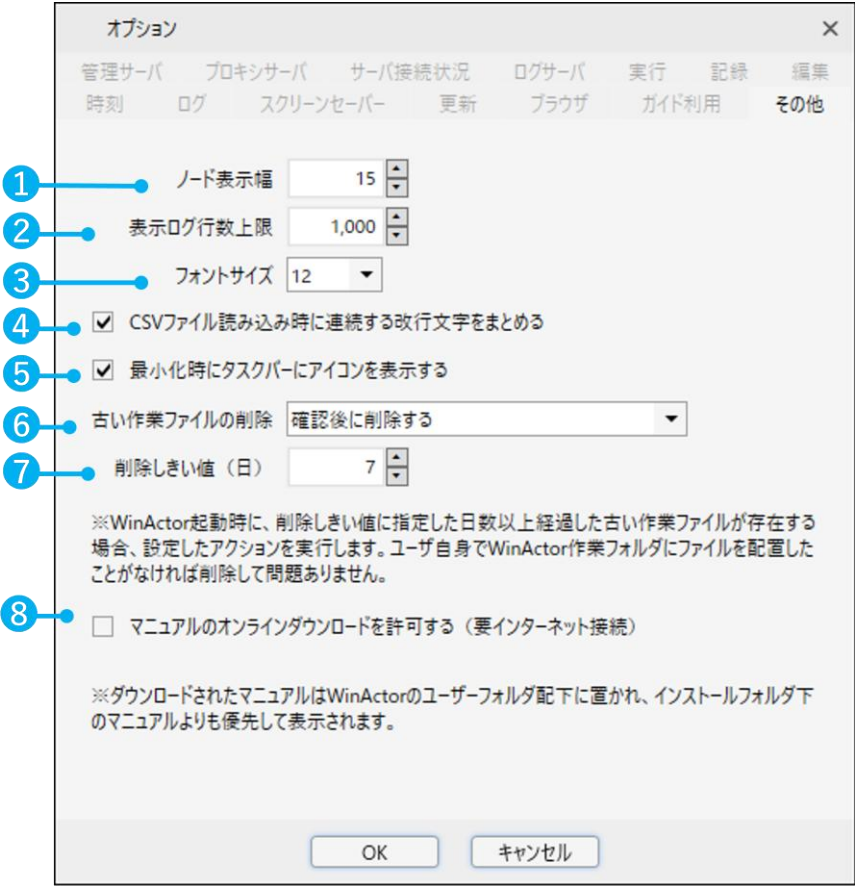 オプション ×
管理サーバ プロキシサーバ サーバ接続状況 ログサーバ 実行 記録 編集
時刻 ログ スクリーンセーバー 更新 ブラウザ ガイド利用 その他
1 ノード表示幅 15
2 表示ログ行数上限 1,000
3 フォントサイズ 12
4 CSVファイル読み込み時に連続する改行文字をまとめる
5 最小化時にタスクバーにアイコンを表示する
6 古い作業ファイルの削除 確認後に削除する
7 削除しきい値（日） 7
※WinActor起動時に、削除しきい値に指定した日数以上経過した古い作業ファイルが存在する
場合、設定したアクションを実行します。ユーザ自身でWinActor作業フォルダにファイルを配置した
ことがなければ削除して問題ありません。
8 マニュアルのオンラインダウンロードを許可する（要インターネット接続）
※ダウンロードされたマニュアルはWinActorのユーザーフォルダ配下に置かれ、インストールフォルダ下
のマニュアルよりも優先して表示されます。
OK キャンセル